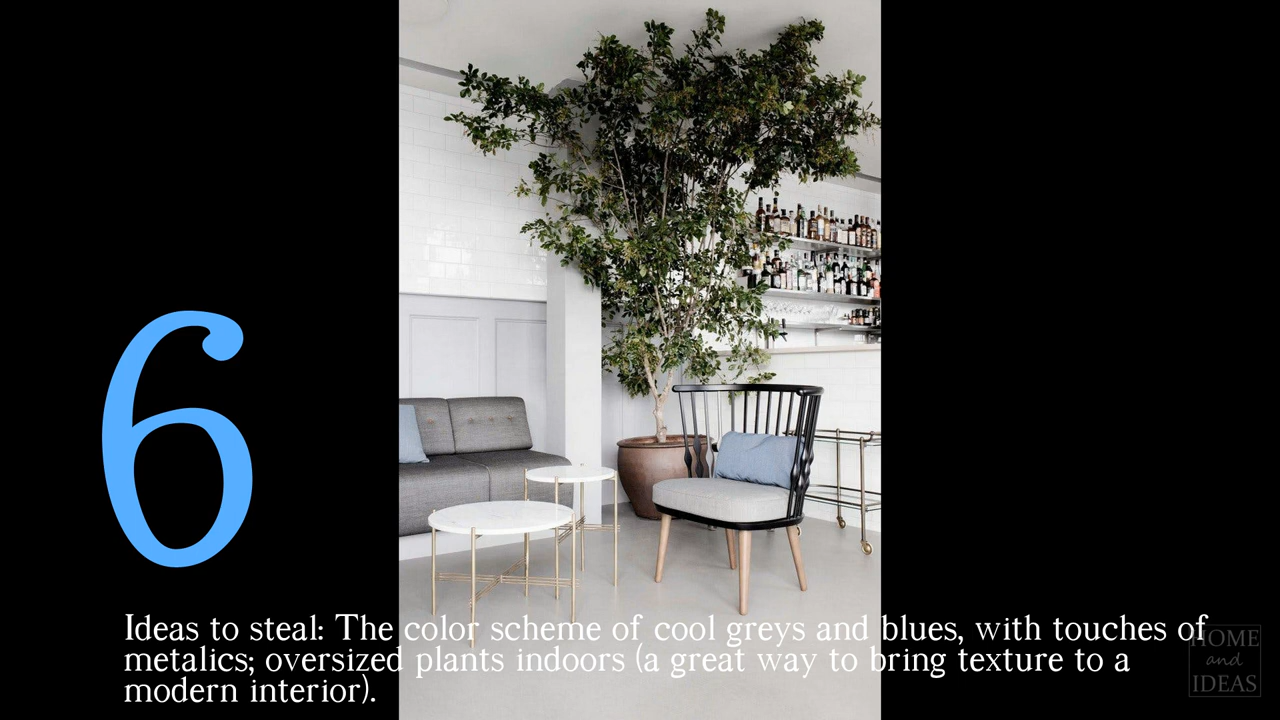 6
Ideas to steal: The color scheme of cool greys and blues, with touches of
metalics; oversized plants indoors (a great way to bring texture to a
modern interior).
HOME
and
IDEAS